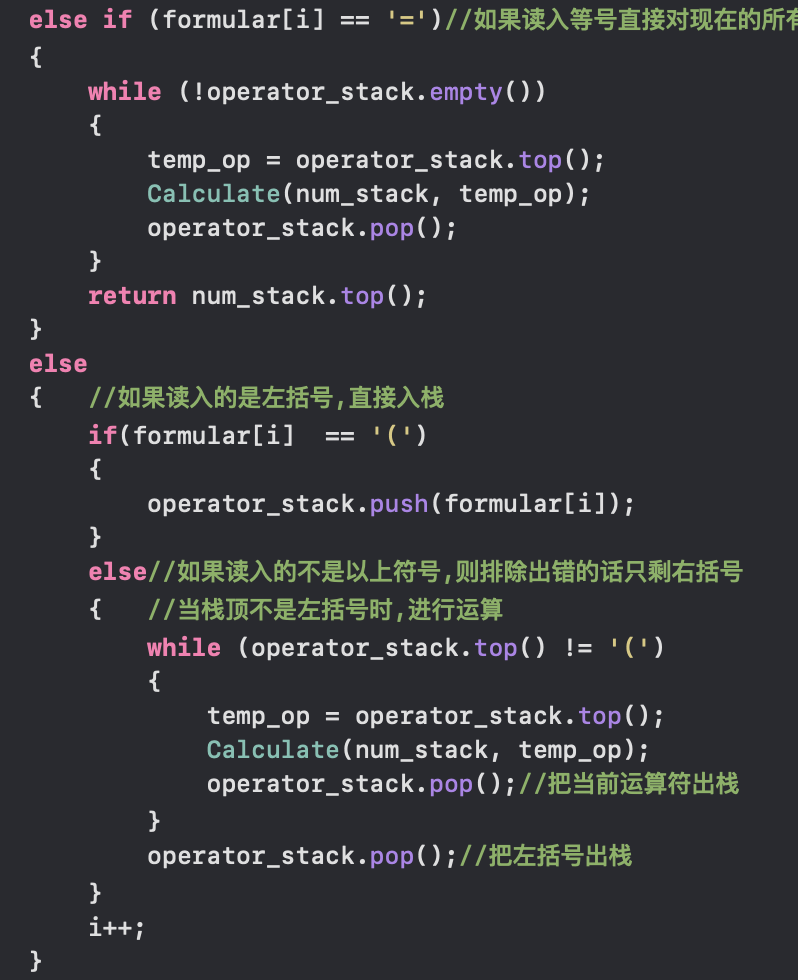 else if (formular[i] == '=')//如果读入等号直接对现在的所有
{
while (!operator_stack.empty())
{
temp_op = operator_stack.top();
Calculate(num_stack, temp_op);
operator_stack.pop();
}
return num_stack.top();
}
else
{ //如果读入的是左括号,直接入栈
if(formular[i]  == '(')
{
operator_stack.push(formular[i]);
}
else//如果读入的不是以上符号,则排除出错的话只剩右括号
{ //当栈顶不是左括号时,进行运算
while (operator_stack.top() != '(')
{
temp_op = operator_stack.top();
Calculate(num_stack, temp_op);
operator_stack.pop();//把当前运算符出栈
}
operator_stack.pop();//把左括号出栈
}
i++;
}